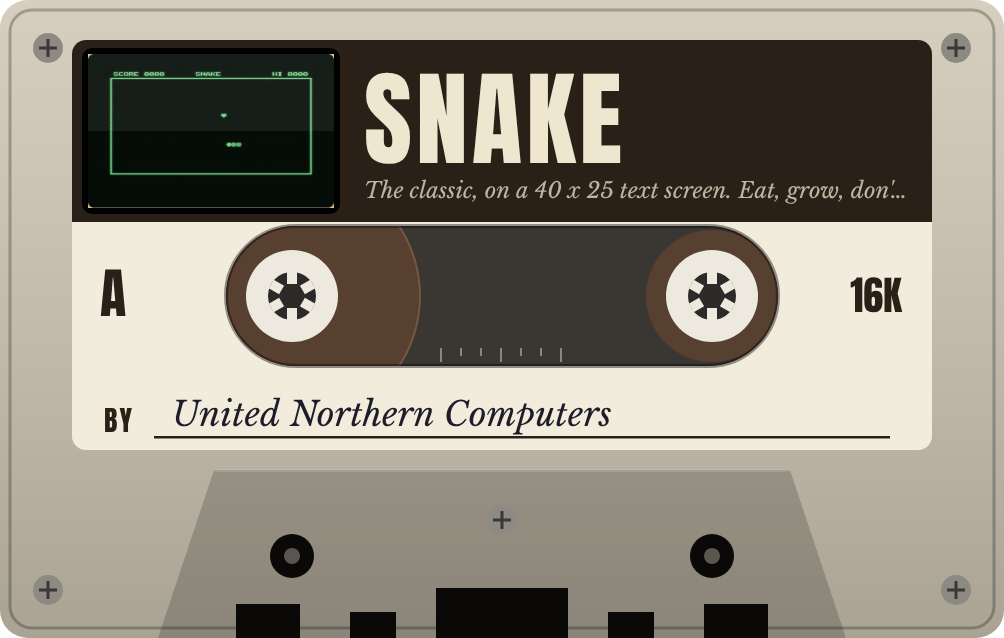 SCORE 0000 SNAKE HI 0000
SNAKE
The classic, on a 40 x 25 text screen. Eat, grow, don'...
A
16K
BY United Northern Computers